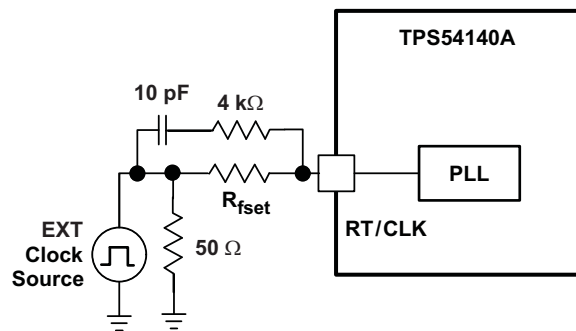 TPS54140A
10 pF
4 kΩ
PLL
Rfset
RT/CLK
EXT
Clock
Source
50 Ω